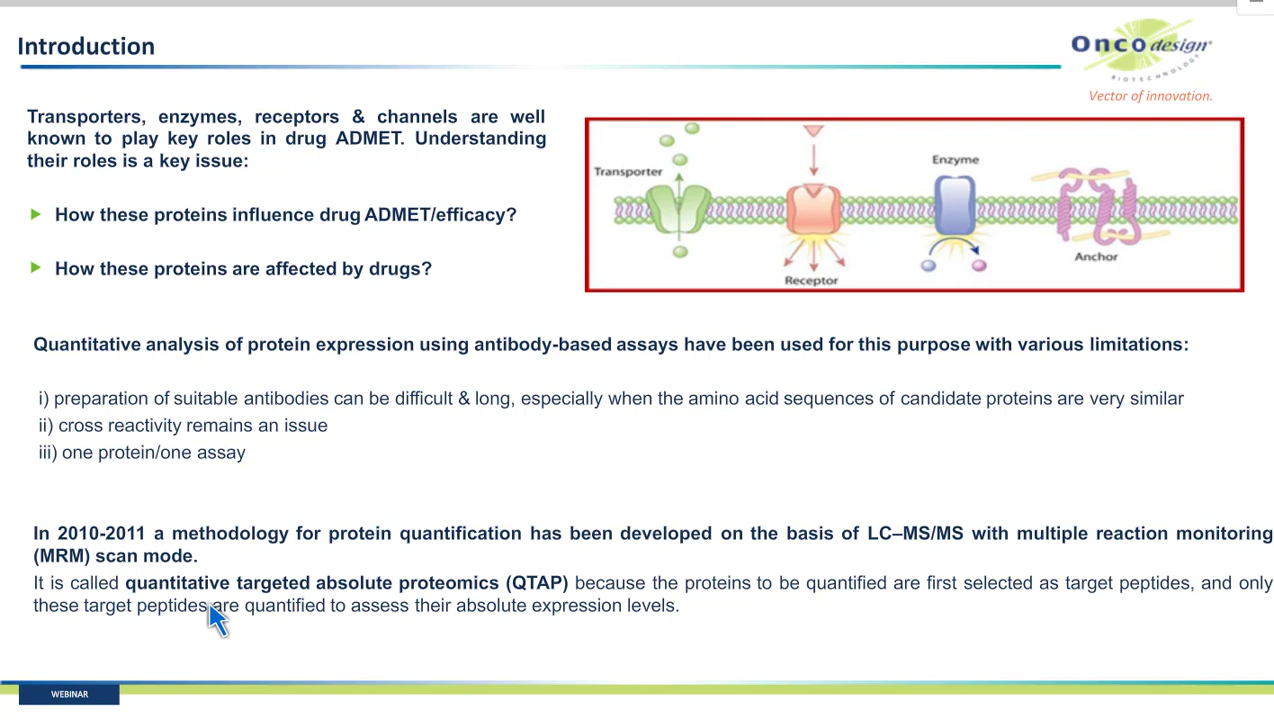 Introduction
Oncodesign®
BIOTECHNOLOGY
Vector of innovation.
Transporters, enzymes, receptors & channels are well
known to play key roles in drug ADMET. Understanding
their roles is a key issue:
How these proteins influence drug ADMET/efficacy?
How these proteins are affected by drugs?
Transporter
Receptor
Enzyme
Anchor
Quantitative analysis of protein expression using antibody-based assays have been used for this purpose with various limitations:
i) preparation of suitable antibodies can be difficult & long, especially when the amino acid sequences of candidate proteins are very similar
ii) cross reactivity remains an issue
iii) one protein/one assay
In 2010-2011 a methodology for protein quantification has been developed on the basis of LC–MS/MS with multiple reaction monitoring
(MRM) scan mode.
It is called quantitative targeted absolute proteomics (QTAP) because the proteins to be quantified are first selected as target peptides, and only
these target peptides are quantified to assess their absolute expression levels.
WEBINAR